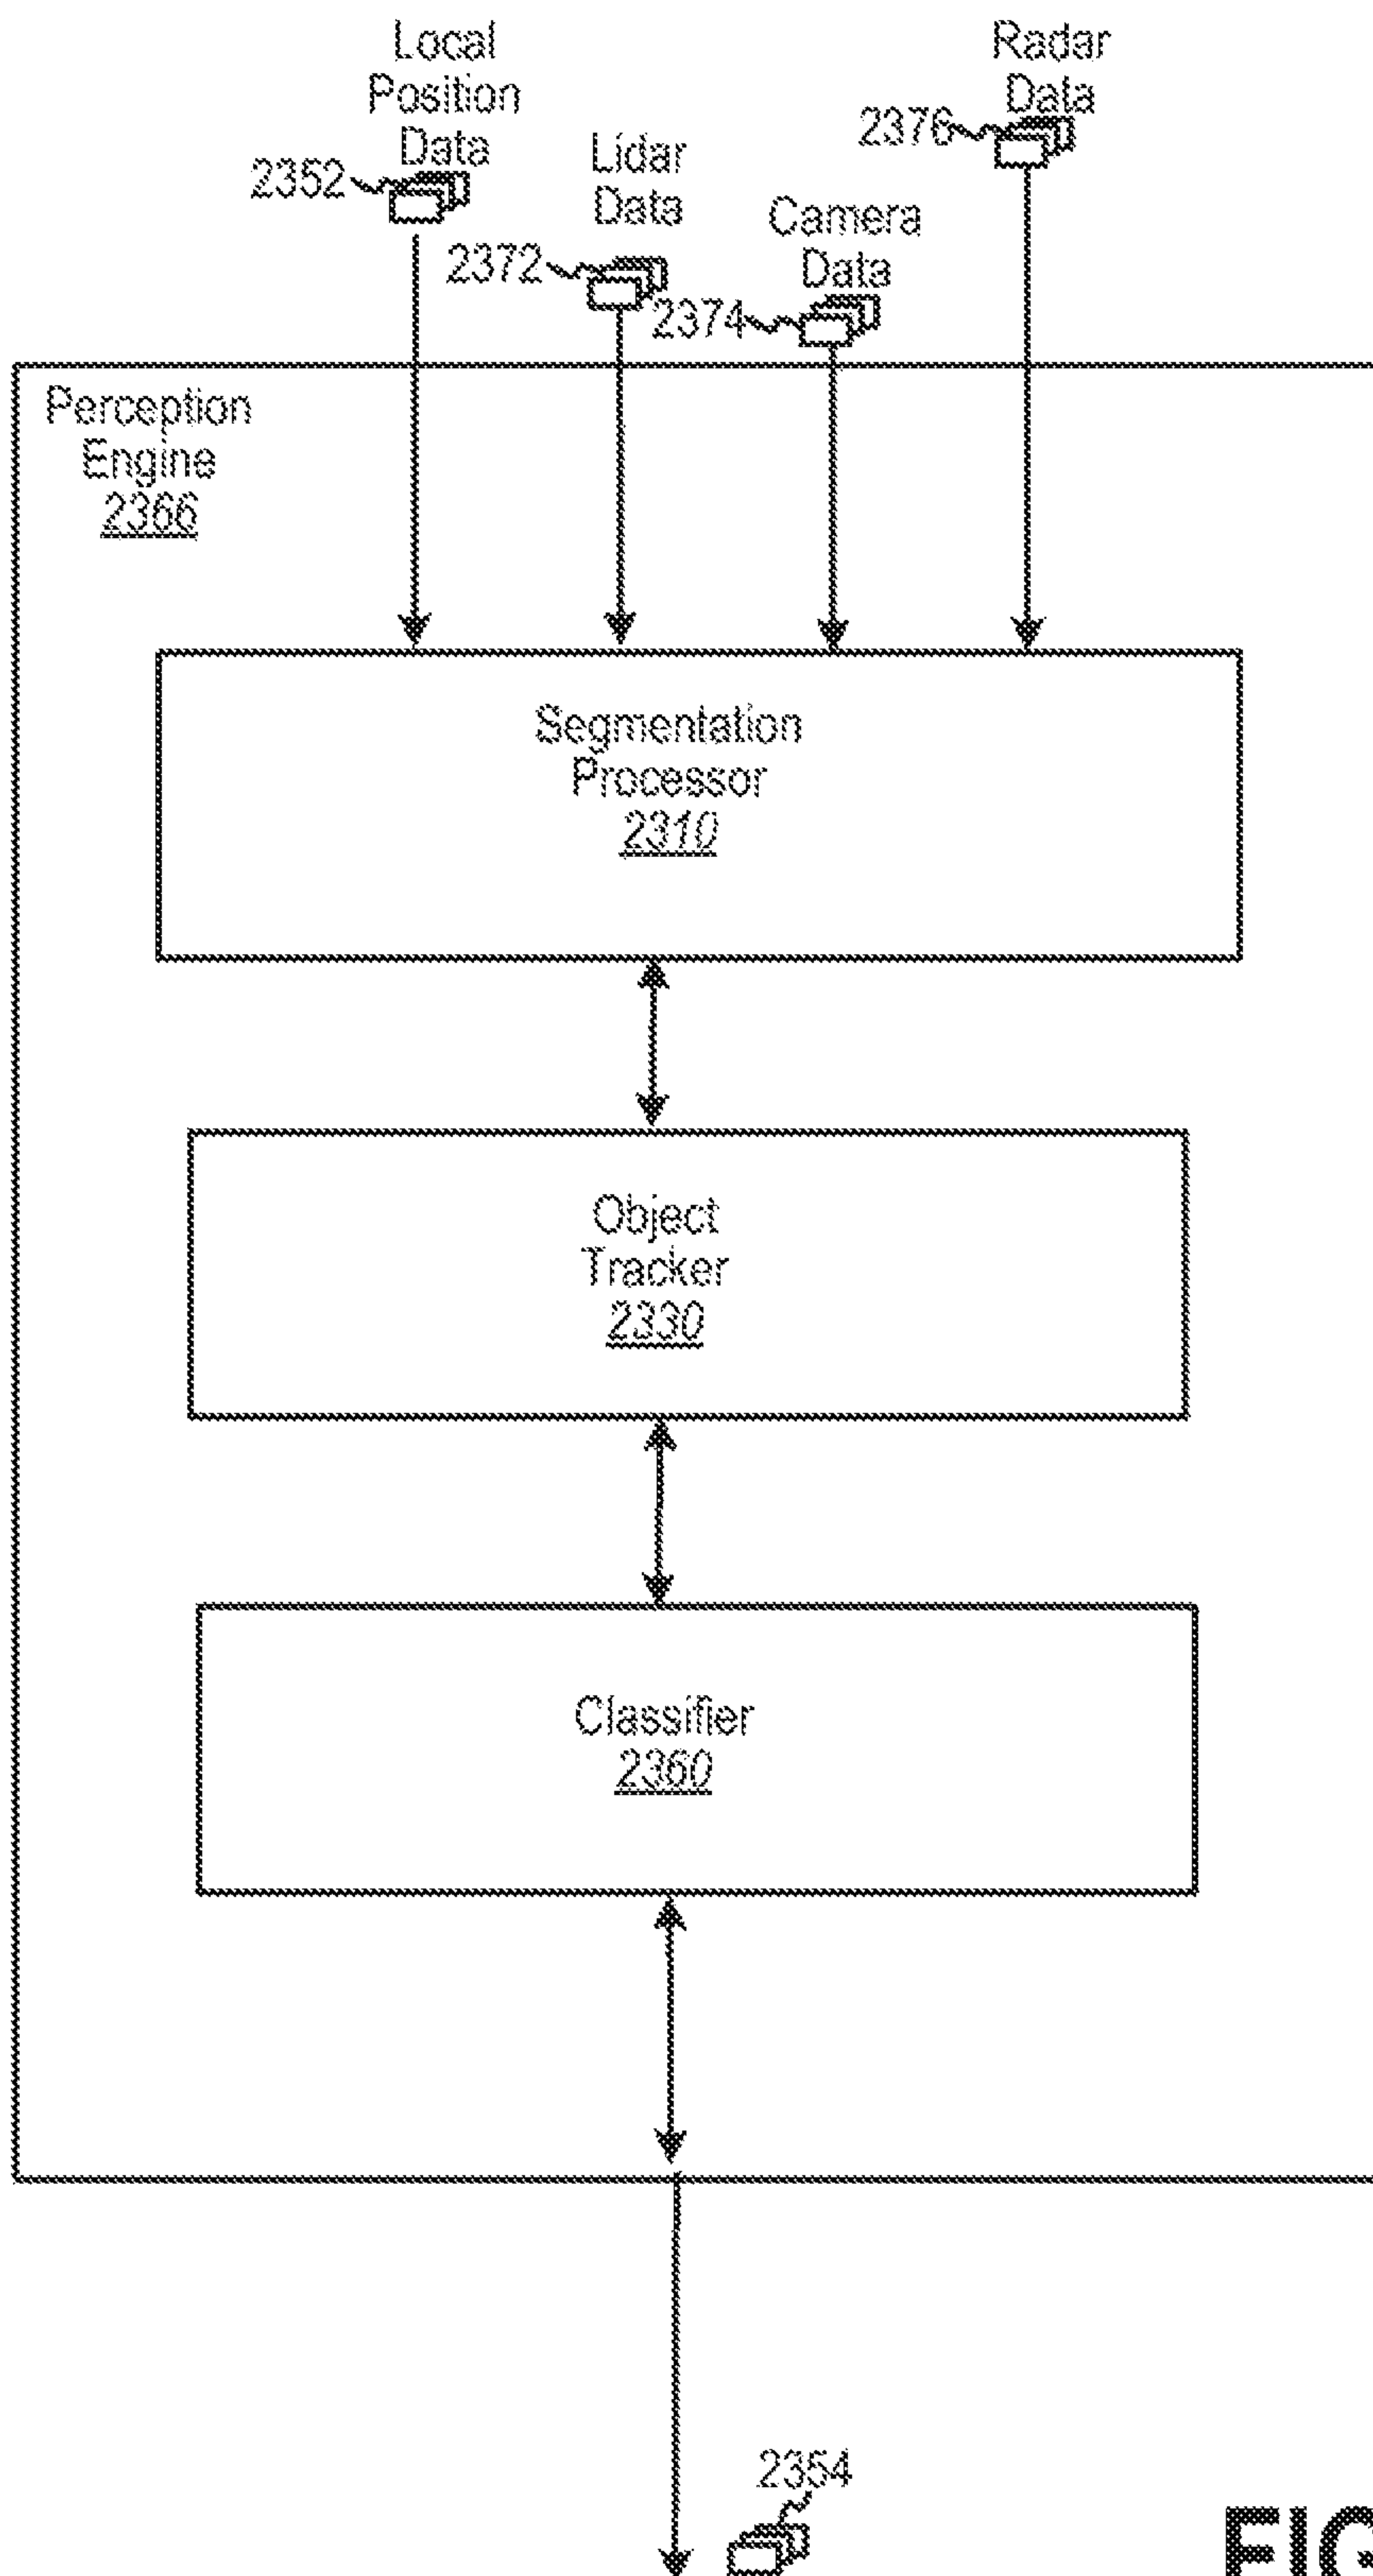 Local
Position
Data
2352
Lidar
Data
2372
Camera
Data
2374
Radar
Data
2376
Perception
Engine
2366
Segmentation
Processor
2310
Object
Tracker
2330
Classifier
2360
2354
FIG